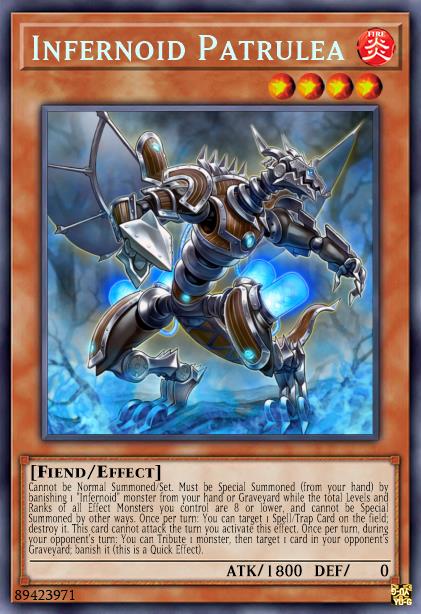 INFERNOID PATRULEA
FIRE
炎
[FIEND/EFFECT]
Cannot be Normal Summoned/Set. Must be Special Summoned (from your hand) by
banishing 1 "Infernoid" monster from your hand or Graveyard while the total Levels and
Ranks of all Effect Monsters you control are 8 or lower, and cannot be Special
Summoned by other ways. Once per turn: You can target 1 Spell/Trap Card on the field;
destroy it. This card cannot attack the turn you activate this effect. Once per turn, during
your opponent's turn: You can Tribute 1 monster, then target 1 card in your opponent's
Graveyard; banish it (this is a Quick Effect).
ATK/1800 DEF/ 0
89423971